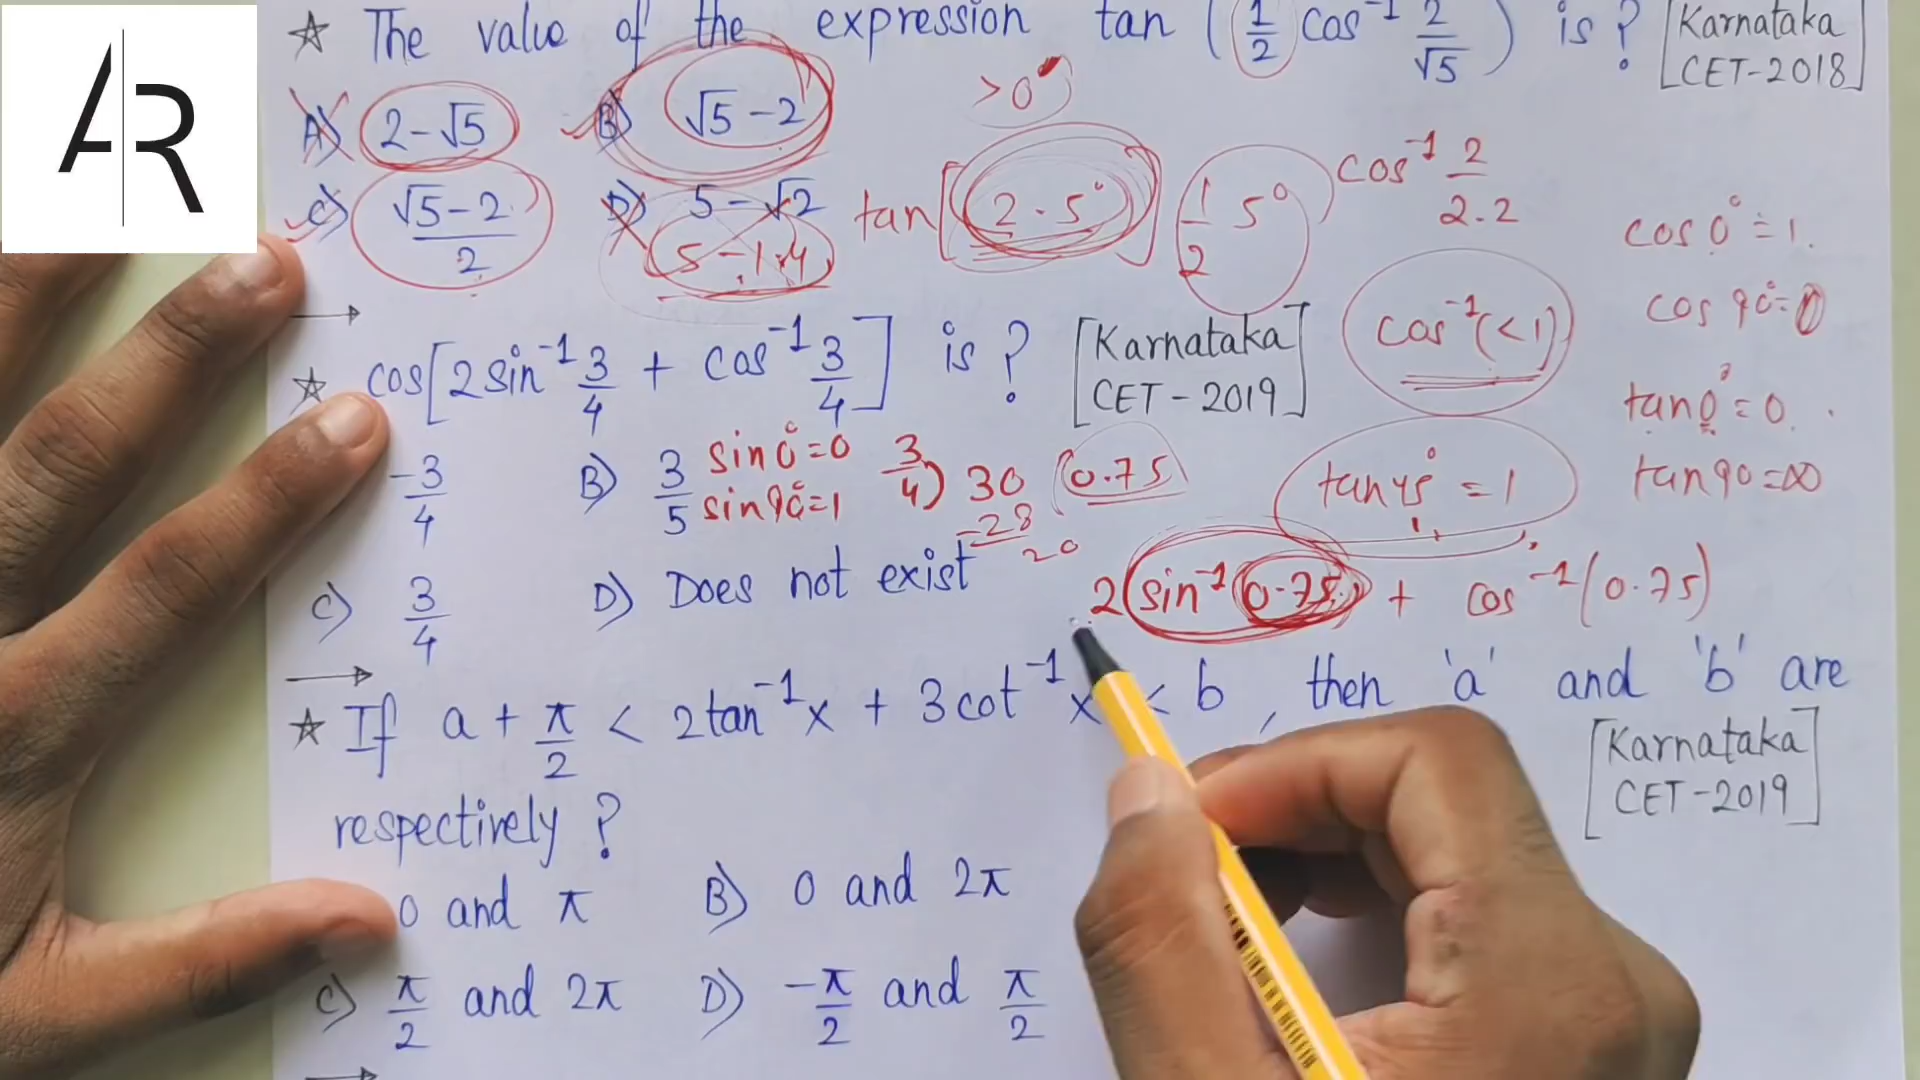 AR
☆ The value of the expression tan (1/2 cos⁻¹ 2/√5) is ? [Karnataka CET-2018]
A) 2-√5 B) √5-2
>0°
C) √5-2/2 D) 5-√2
5-1.4
tan [2.5°] 1/2 5° cos⁻¹ 2/2.2
cos 0° = 1.
cos 90° = 0
cos⁻¹(<1)
tan 0° = 0.
tan 45° = 1
tan 90 = ∞
☆ cos[2sin⁻¹ 3/4 + cos⁻¹ 3/4] is ? [Karnataka CET-2019]
-3/4 B) 3/5
sin 0° = 0
sin 90° = 1
3/4) 30 0.75
-28
20
C) 3/4 D) Does not exist
2 sin⁻¹(0.75) + cos⁻¹(0.75)
☆ If a + π/2 < 2tan⁻¹x + 3cot⁻¹x < b, then 'a' and 'b' are
respectively ? [Karnataka CET-2019]
0 and π B) 0 and 2π
C) π/2 and 2π D) -π/2 and π/2